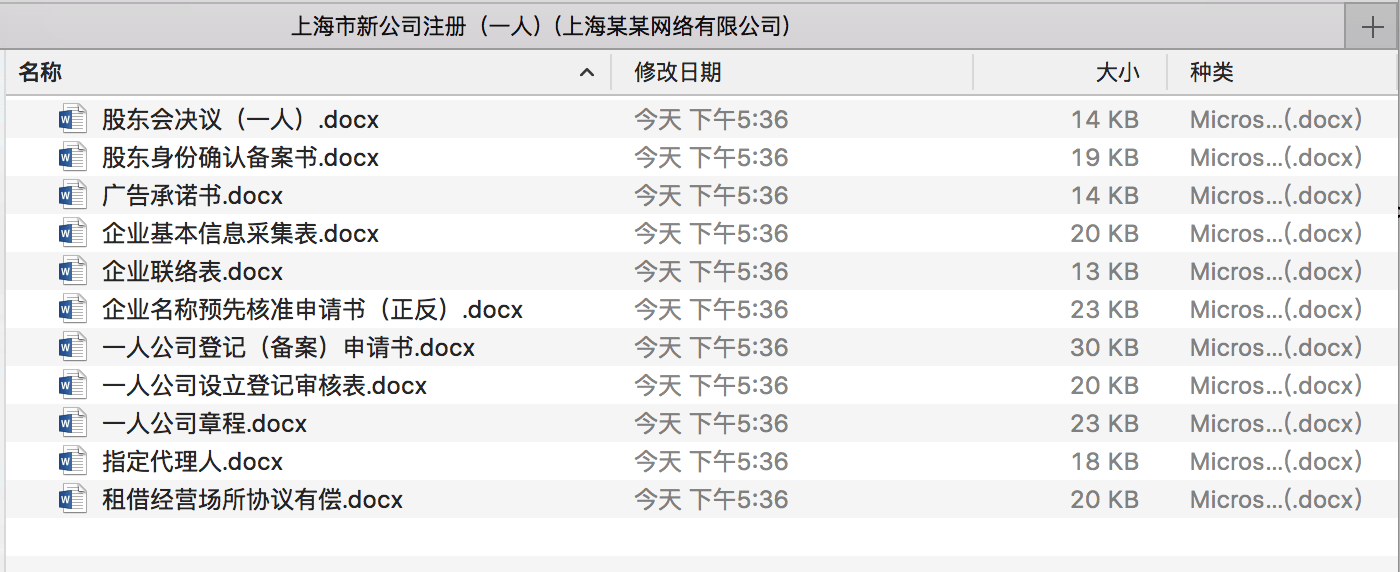 上海市新公司注册（一人）（上海某某网络有限公司）
名称 修改日期 大小 种类
股东会决议（一人）.docx 今天 下午5:36 14 KB Micros...(.docx)
股东身份确认备案书.docx 今天 下午5:36 19 KB Micros...(.docx)
广告承诺书.docx 今天 下午5:36 14 KB Micros...(.docx)
企业基本信息采集表.docx 今天 下午5:36 20 KB Micros...(.docx)
企业联络表.docx 今天 下午5:36 13 KB Micros...(.docx)
企业名称预先核准申请书（正反）.docx 今天 下午5:36 23 KB Micros...(.docx)
一人公司登记（备案）申请书.docx 今天 下午5:36 30 KB Micros...(.docx)
一人公司设立登记审核表.docx 今天 下午5:36 20 KB Micros...(.docx)
一人公司章程.docx 今天 下午5:36 23 KB Micros...(.docx)
指定代理人.docx 今天 下午5:36 18 KB Micros...(.docx)
租借经营场所协议有偿.docx 今天 下午5:36 20 KB Micros...(.docx)